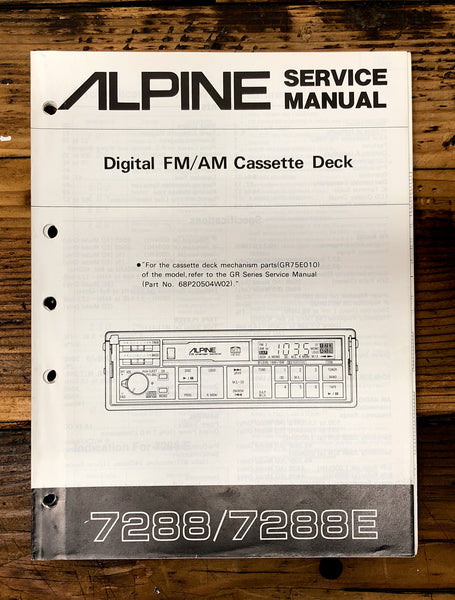 ALPINE SERVICE
MANUAL
Digital FM/AM Cassette Deck
● "For the cassette deck mechanism parts(GR75E010)
of the model, refer to the GR Series Service Manual
(Part No. 68P20504W02)."
ALPINE
1035
7288/7288E